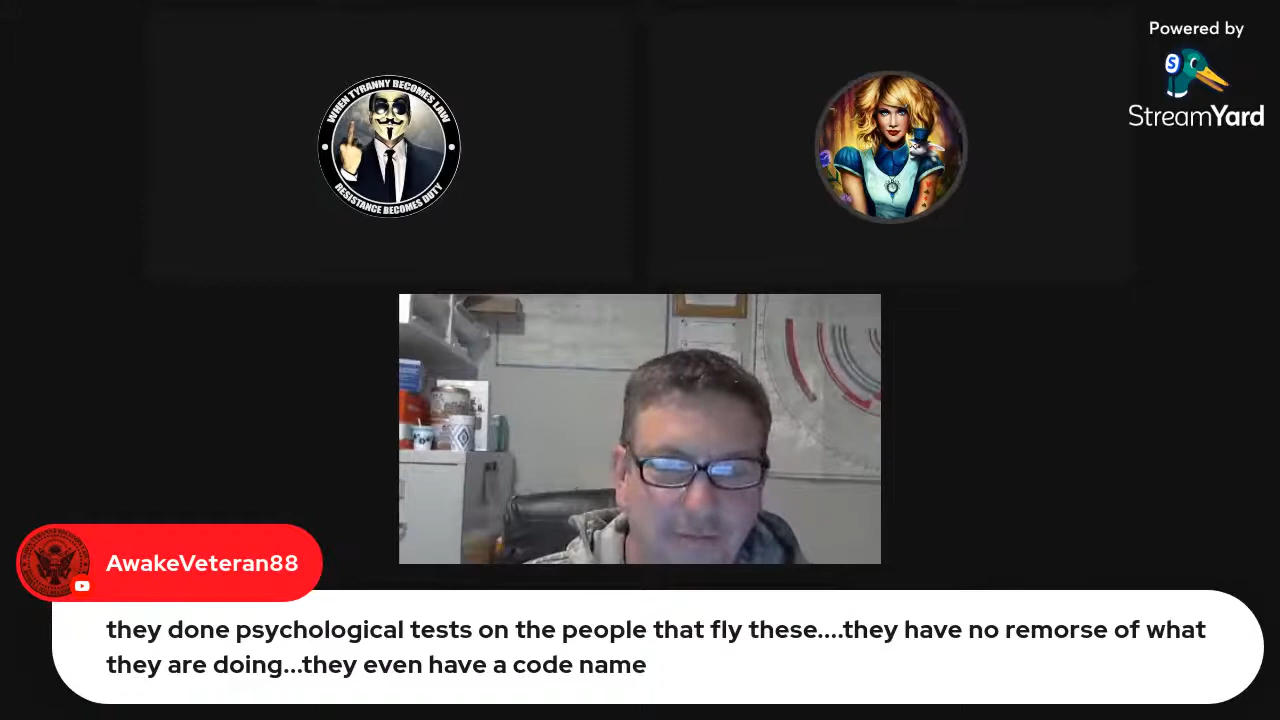 Powered by
StreamYard
WHEN TYRANNY BECOMES LAW
RESISTANCE BECOMES DUTY
AwakeVeteran88
they done psychological tests on the people that fly these....they have no remorse of what
they are doing...they even have a code name